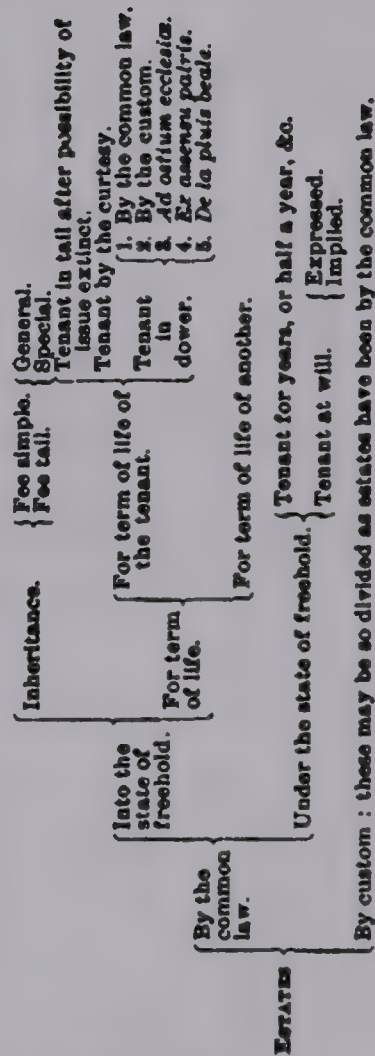 ESTATES
By the
common
law.
Into the
state of
freehold.
Inheritance.
Fee simple.
Fee tail.
General.
Special.
For term
of life.
For term of life of
the tenant.
Tenant in tail after possibility of
issue extinct.
Tenant by the curtesy.
Tenant
in
dower.
1. By the common law.
2. By the custom.
3. Ad ostium ecclesiæ.
4. Ex assensu patris.
5. De la pluis beale.
For term of life of another.
Under the state of freehold.
Tenant for years, or half a year, &c.
Tenant at will.
Expressed.
Implied.
By custom : these may be so divided as estates have been by the common law.